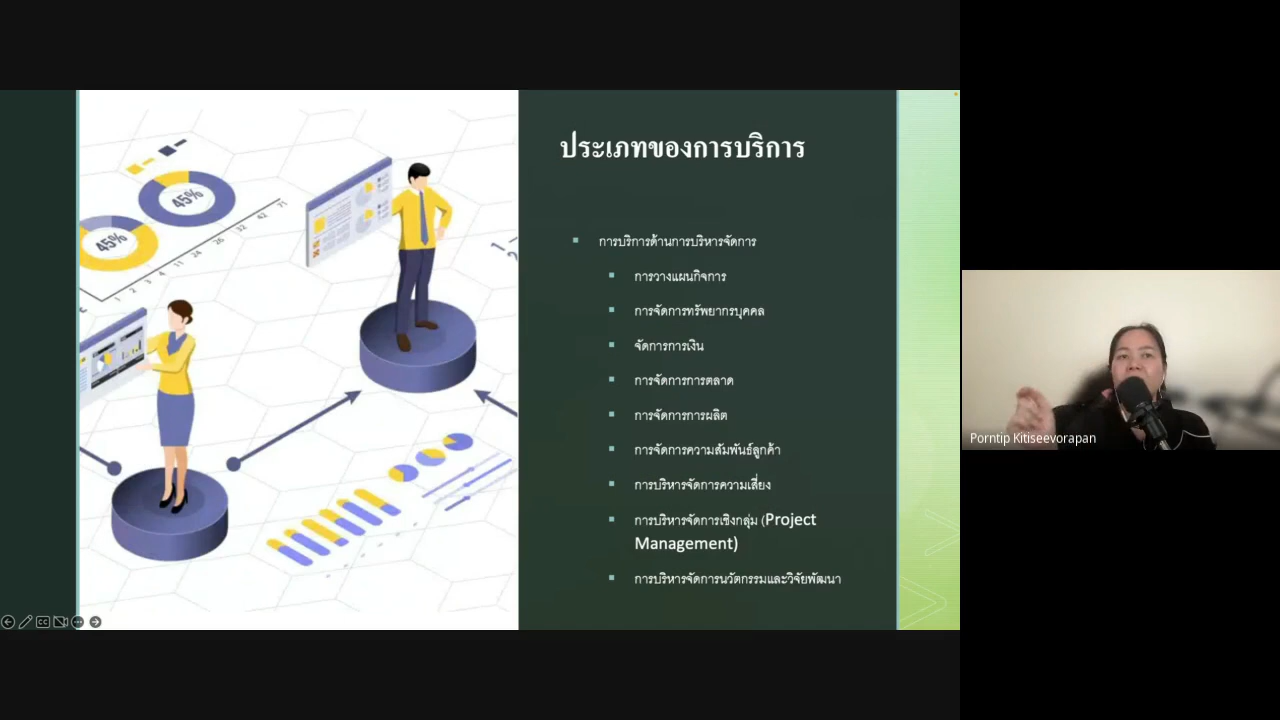 ประเภทของการบริการ
การบริการด้านการบริหารจัดการ
การวางแผนกิจการ
การจัดการทรัพยากรบุคคล
จัดการการเงิน
การจัดการการตลาด
การจัดการการผลิต
การจัดการความสัมพันธ์ลูกค้า
การบริหารจัดการความเสี่ยง
การบริหารจัดการเชิงกลุ่ม (Project
Management)
การบริหารจัดการนวัตกรรมและวิจัยพัฒนา
45%
45%
1 2 3 4 11 24 26 32 42 71
Porntip Kitiseevorapan